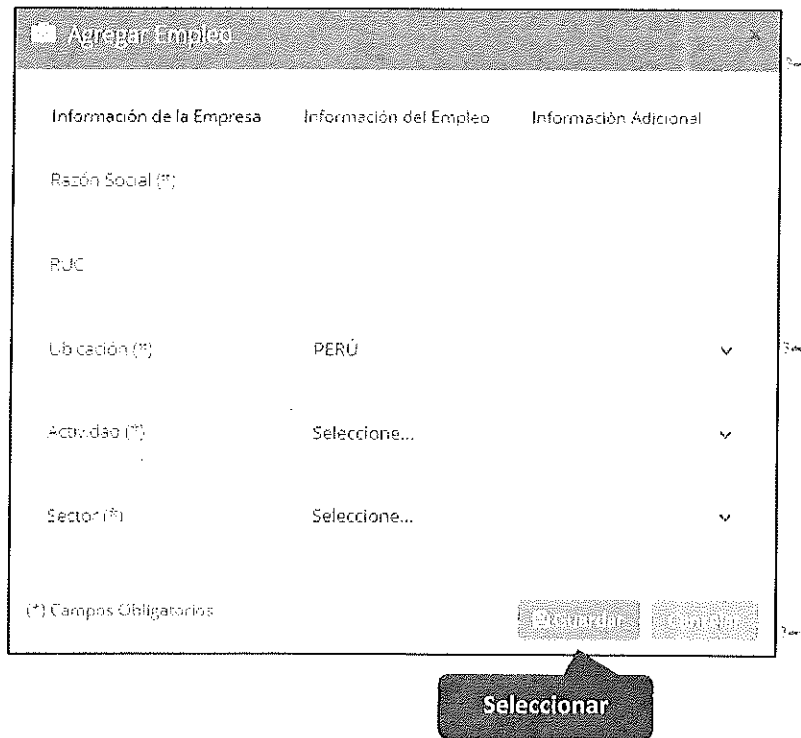 Agregar Empleo
Información de la Empresa Información del Empleo Información Adicional
Razón Social (*)
RUC
Ubicación (*) PERÚ
Actividad (*) Seleccione...
Sector (*) Seleccione...
(*) Campos Obligatorios Guardar Cancelar
Seleccionar